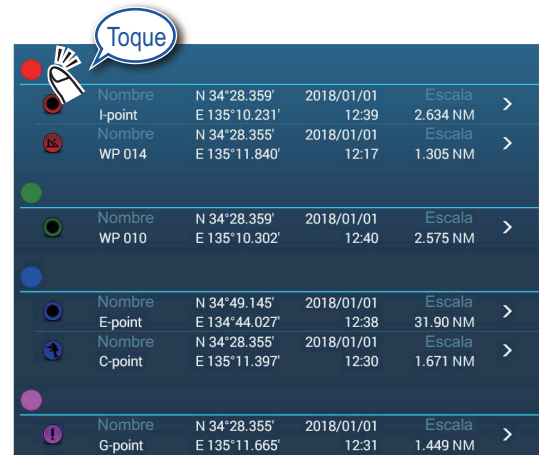 Toque
Nombre N 34°28.359' 2018/01/01 Escala
I-point E 135°10.231' 12:39 2.634 NM
Nombre N 34°28.355' 2018/01/01 Escala
WP 014 E 135°11.840' 12:17 1.305 NM
Nombre N 34°28.359' 2018/01/01 Escala
WP 010 E 135°10.302' 12:40 2.575 NM
Nombre N 34°49.145' 2018/01/01 Escala
E-point E 134°44.027' 12:38 31.90 NM
Nombre N 34°28.355' 2018/01/01 Escala
C-point E 135°11.397' 12:30 1.671 NM
Nombre N 34°28.355' 2018/01/01 Escala
G-point E 135°11.665' 12:31 1.449 NM